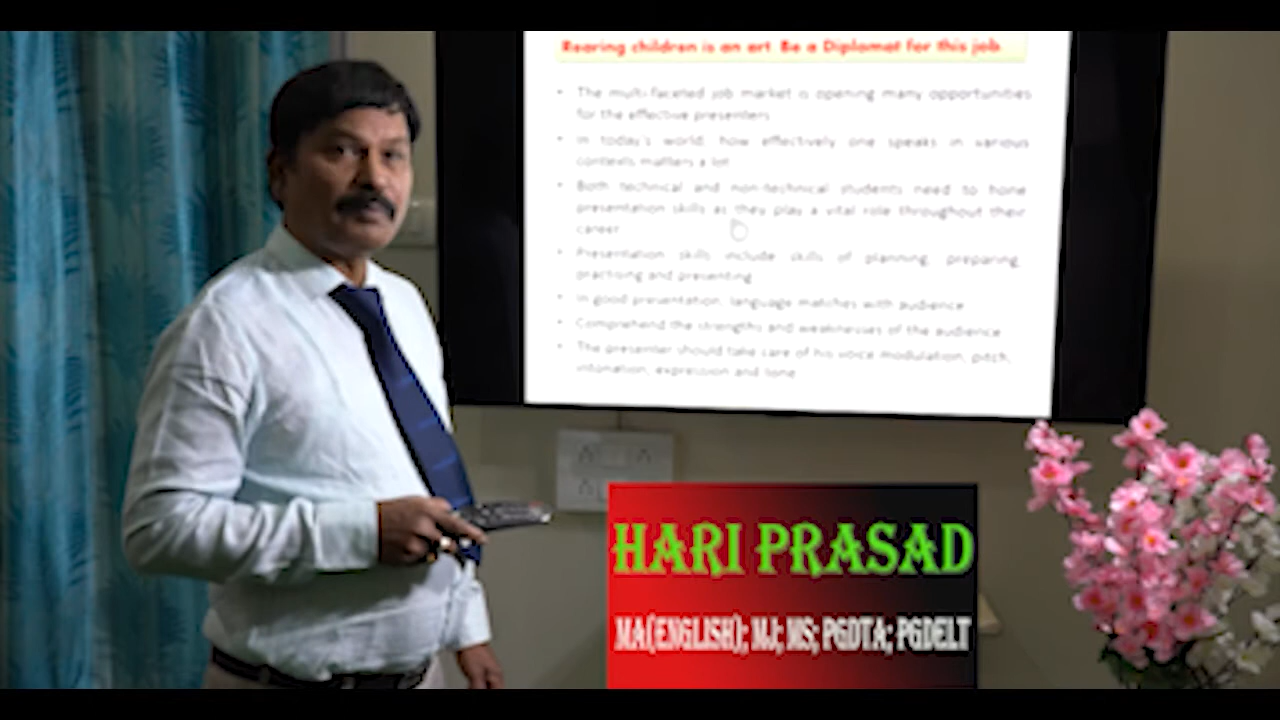 Rearing children is an art. Be a Diplomat for this job.
• The multi-faceted job market is opening many opportunities
for the effective presenters
• In today's world, how effectively one speaks in various
contexts matters a lot
• Both technical and non-technical students need to hone
presentation skills as they play a vital role throughout their
career
• Presentation skills include skills of planning, preparing,
practising and presenting
• In good presentation, language matches with audience
• Comprehend the strengths and weaknesses of the audience
• The presenter should take care of his voice modulation, pitch,
intonation, expression and tone
HARI PRASAD
MA(ENGLISH); MJ; MS; PGDTA; PGDELT